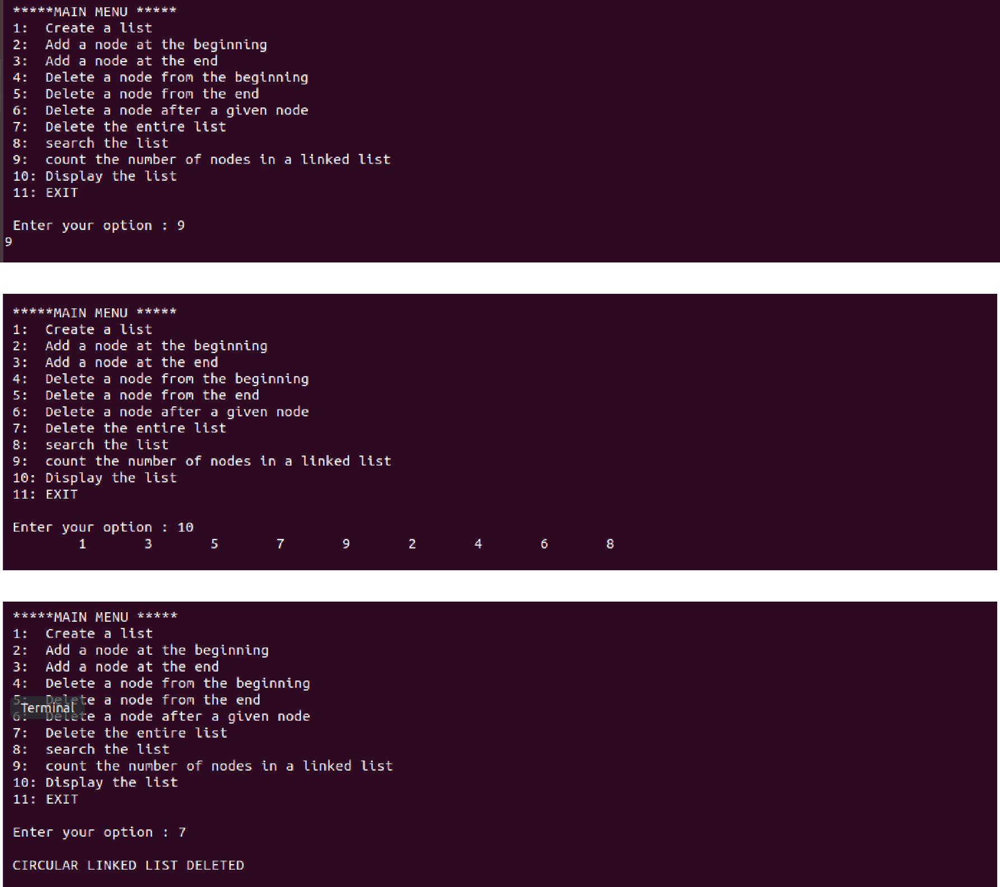 *****MAIN MENU *****
1:  Create a list
2:  Add a node at the beginning
3:  Add a node at the end
4:  Delete a node from the beginning
5:  Delete a node from the end
6:  Delete a node after a given node
7:  Delete the entire list
8:  search the list
9:  count the number of nodes in a linked list
10: Display the list
11: EXIT
Enter your option : 9
9
*****MAIN MENU *****
1:  Create a list
2:  Add a node at the beginning
3:  Add a node at the end
4:  Delete a node from the beginning
5:  Delete a node from the end
6:  Delete a node after a given node
7:  Delete the entire list
8:  search the list
9:  count the number of nodes in a linked list
10: Display the list
11: EXIT
Enter your option : 10
1 3 5 7 9 2 4 6 8
*****MAIN MENU *****
1:  Create a list
2:  Add a node at the beginning
3:  Add a node at the end
4:  Delete a node from the beginning
5:  Delete a node from the end
Terminal
6:  Delete a node after a given node
7:  Delete the entire list
8:  search the list
9:  count the number of nodes in a linked list
10: Display the list
11: EXIT
Enter your option : 7
CIRCULAR LINKED LIST DELETED